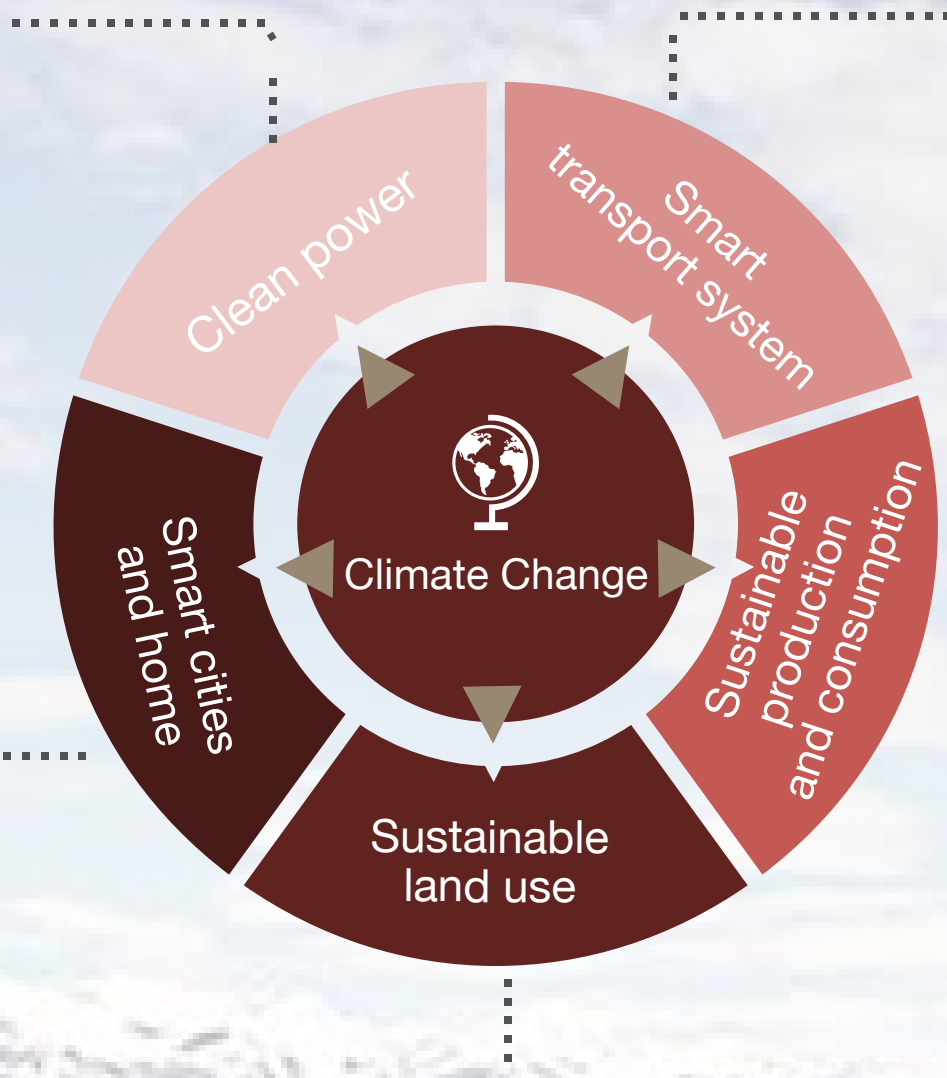 Clean power
Smart
transport system
Sustainable
production
and consumption
Sustainable
land use
Smart cities
and home
Climate Change